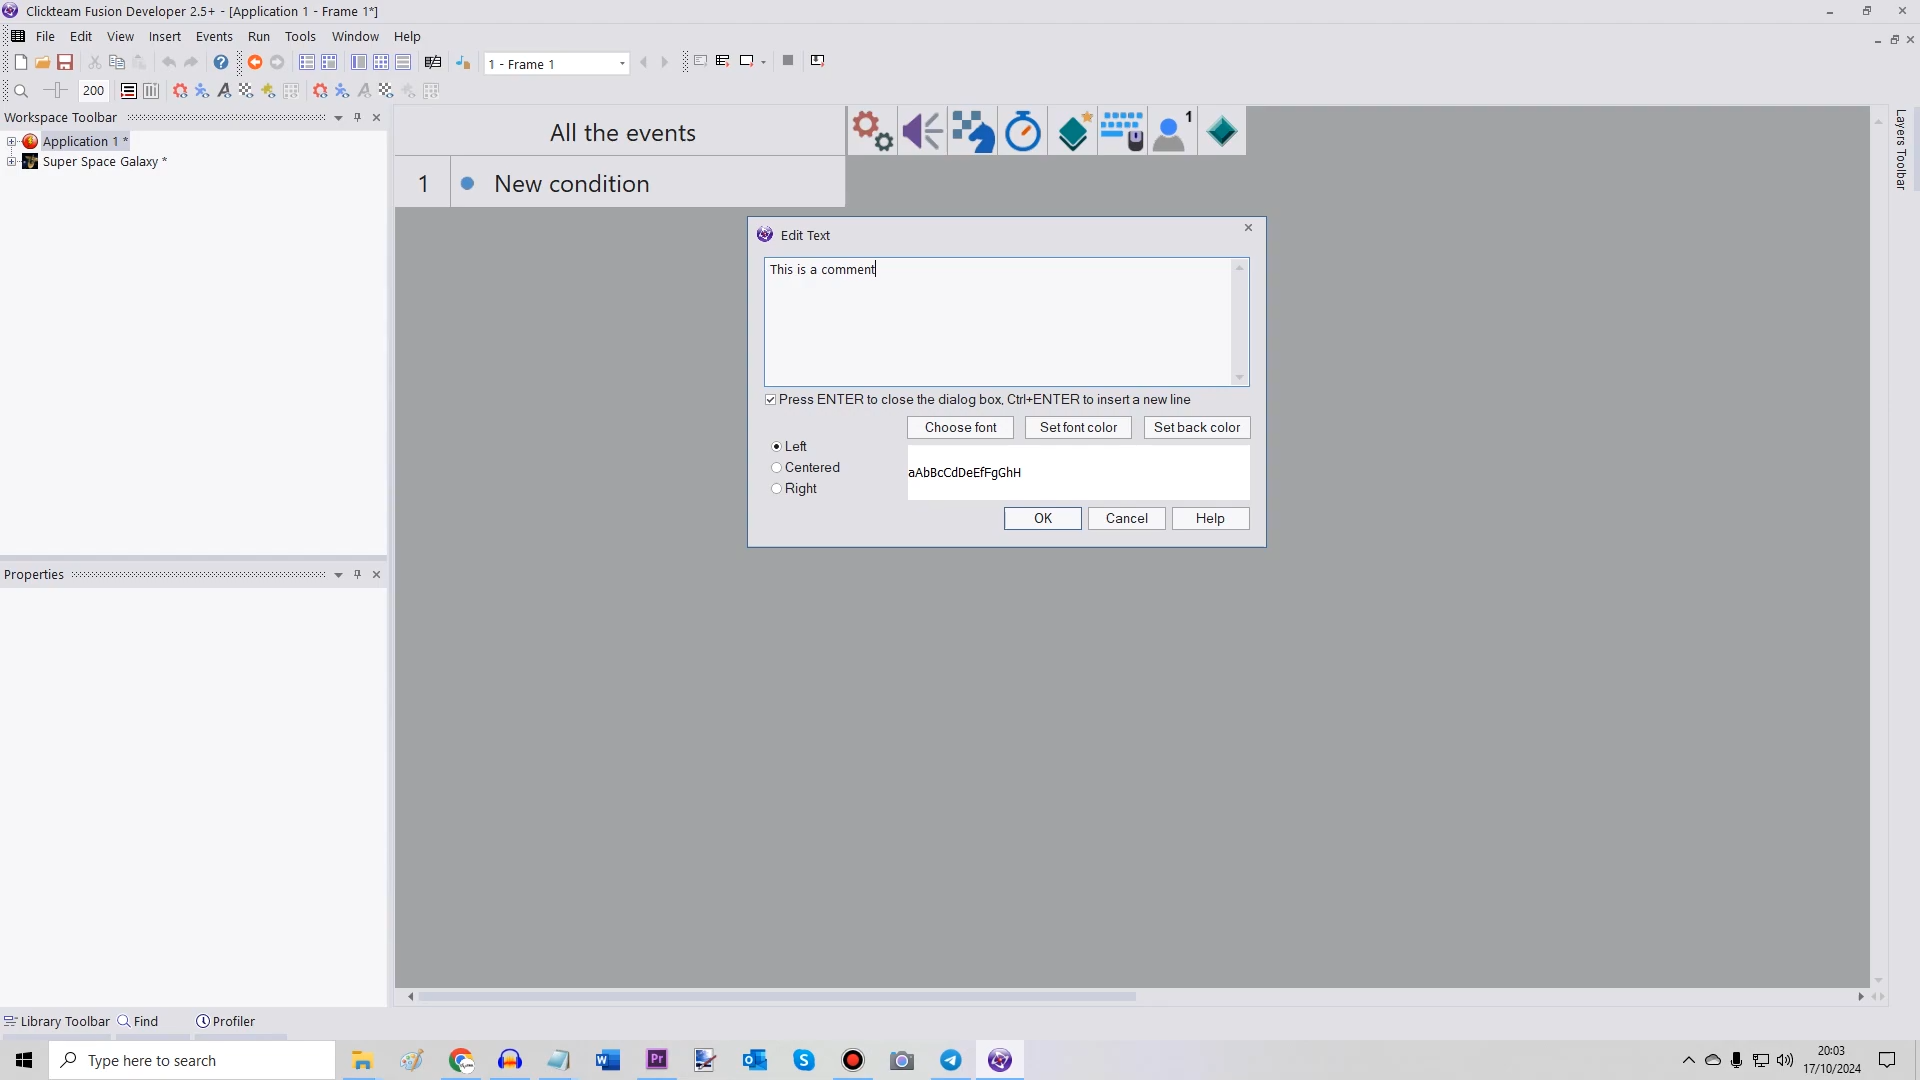 Clickteam Fusion Developer 2.5+ - [Application 1 - Frame 1*]
File Edit View Insert Events Run Tools Window Help
1 - Frame 1
200
Workspace Toolbar
Application 1 *
Super Space Galaxy *
All the events
1
1 New condition
Layers Toolbar
Edit Text
This is a comment
Press ENTER to close the dialog box, Ctrl+ENTER to insert a new line
Choose font Set font color Set back color
Left
Centered
Right
aAbBcCdDeEfFgGhH
OK Cancel Help
Properties
Library Toolbar Find Profiler
Type here to search
20:03
17/10/2024